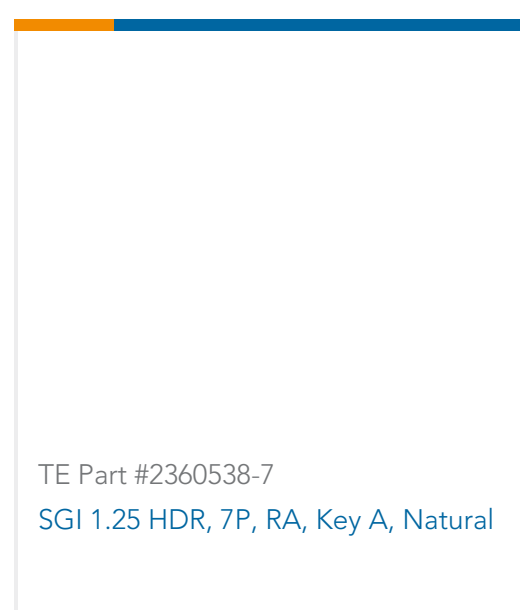 TE Part #2360538-7
SGI 1.25 HDR, 7P, RA, Key A, Natural